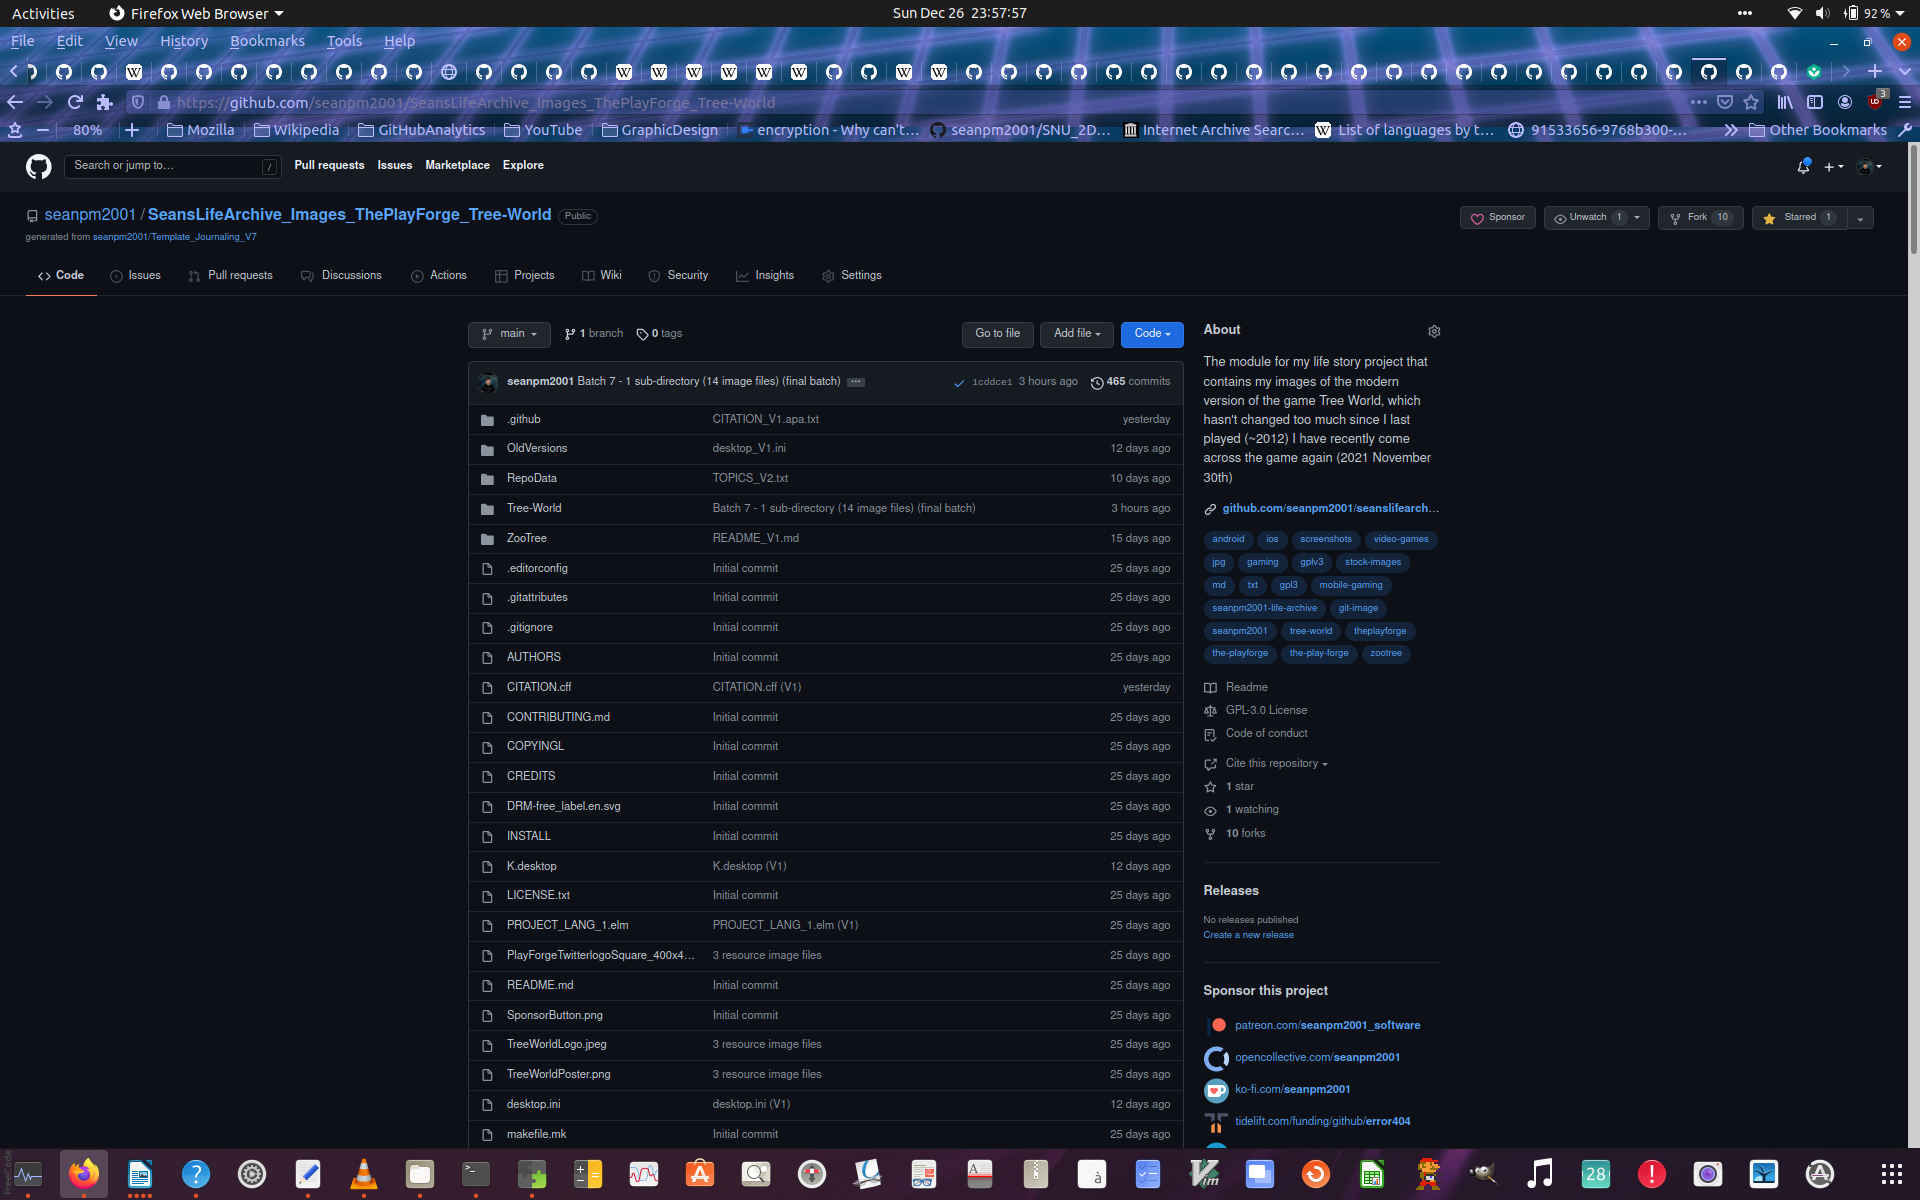 Activities Firefox Web Browser Sun Dec 26 23:57:57 92 %
File Edit View History Bookmarks Tools Help
https://github.com/seanpm2001/SeansLifeArchive_Images_ThePlayForge_Tree-World 3
80% Mozilla Wikipedia GitHubAnalytics YouTube GraphicDesign encryption - Why can't… seanpm2001/SNU_2D… Internet Archive Searc… List of languages by t… 91533656-9768b300-… Other Bookmarks
Search or jump to… / Pull requests Issues Marketplace Explore
seanpm2001 / SeansLifeArchive_Images_ThePlayForge_Tree-World Public Sponsor Unwatch 1 Fork 10 Starred 1
generated from seanpm2001/Template_Journaling_V7
Code Issues Pull requests Discussions Actions Projects Wiki Security Insights Settings
main 1 branch 0 tags Go to file Add file Code
seanpm2001 Batch 7 - 1 sub-directory (14 image files) (final batch) ··· 1cddce1 3 hours ago 465 commits
.github CITATION_V1.apa.txt yesterday
OldVersions desktop_V1.ini 12 days ago
RepoData TOPICS_V2.txt 10 days ago
Tree-World Batch 7 - 1 sub-directory (14 image files) (final batch) 3 hours ago
ZooTree README_V1.md 15 days ago
.editorconfig Initial commit 25 days ago
.gitattributes Initial commit 25 days ago
.gitignore Initial commit 25 days ago
AUTHORS Initial commit 25 days ago
CITATION.cff CITATION.cff (V1) yesterday
CONTRIBUTING.md Initial commit 25 days ago
COPYINGL Initial commit 25 days ago
CREDITS Initial commit 25 days ago
DRM-free_label.en.svg Initial commit 25 days ago
INSTALL Initial commit 25 days ago
K.desktop K.desktop (V1) 12 days ago
LICENSE.txt Initial commit 25 days ago
PROJECT_LANG_1.elm PROJECT_LANG_1.elm (V1) 25 days ago
PlayForgeTwitterlogoSquare_400x4… 3 resource image files 25 days ago
README.md Initial commit 25 days ago
SponsorButton.png Initial commit 25 days ago
TreeWorldLogo.jpeg 3 resource image files 25 days ago
TreeWorldPoster.png 3 resource image files 25 days ago
desktop.ini desktop.ini (V1) 12 days ago
makefile.mk Initial commit 25 days ago
About
The module for my life story project that
contains my images of the modern
version of the game Tree World, which
hasn't changed too much since I last
played (~2012) I have recently come
across the game again (2021 November
30th)
github.com/seanpm2001/seanslifearch…
android ios screenshots video-games
jpg gaming gplv3 stock-images
md txt gpl3 mobile-gaming
seanpm2001-life-archive git-image
seanpm2001 tree-world theplayforge
the-playforge the-play-forge zootree
Readme
GPL-3.0 License
Code of conduct
Cite this repository
1 star
1 watching
10 forks
Releases
No releases published
Create a new release
Sponsor this project
patreon.com/seanpm2001_software
opencollective.com/seanpm2001
ko-fi.com/seanpm2001
tidelift.com/funding/github/error404
FreeCode
28